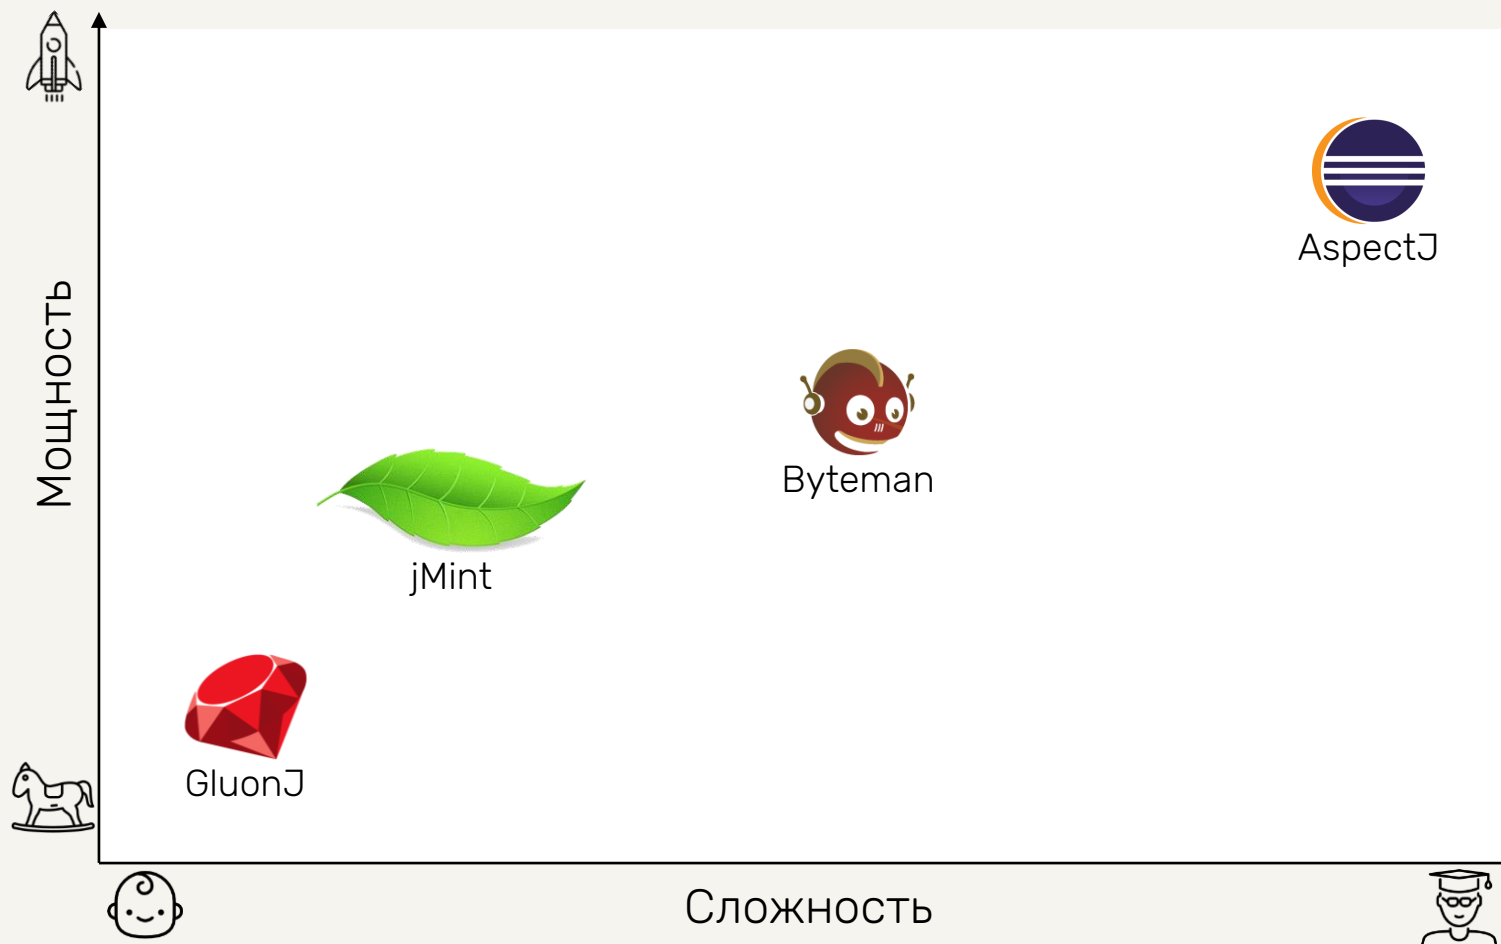 Мощность
AspectJ
Byteman
jMint
GluonJ
Сложность